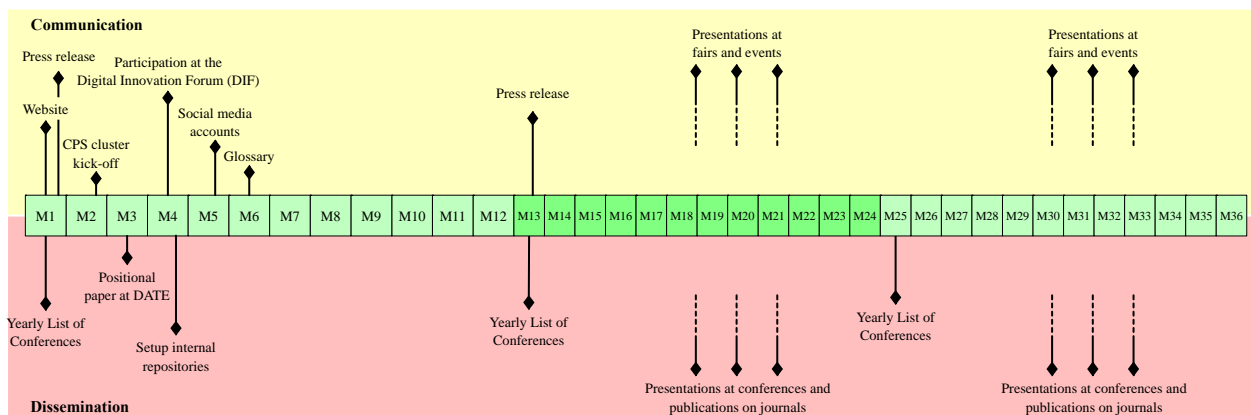 Communication
Press release
Website
CPS cluster
kick-off
Participation at the
Digital Innovation Forum (DIF)
Social media
accounts
Glossary
Press release
Presentations at
fairs and events
Presentations at
fairs and events
M1 M2 M3 M4 M5 M6 M7 M8 M9 M10 M11 M12 M13 M14 M15 M16 M17 M18 M19 M20 M21 M22 M23 M24 M25 M26 M27 M28 M29 M30 M31 M32 M33 M34 M35 M36
Yearly List of
Conferences
Positional
paper at DATE
Setup internal
repositories
Yearly List of
Conferences
Presentations at conferences and
publications on journals
Yearly List of
Conferences
Presentations at conferences and
publications on journals
Dissemination